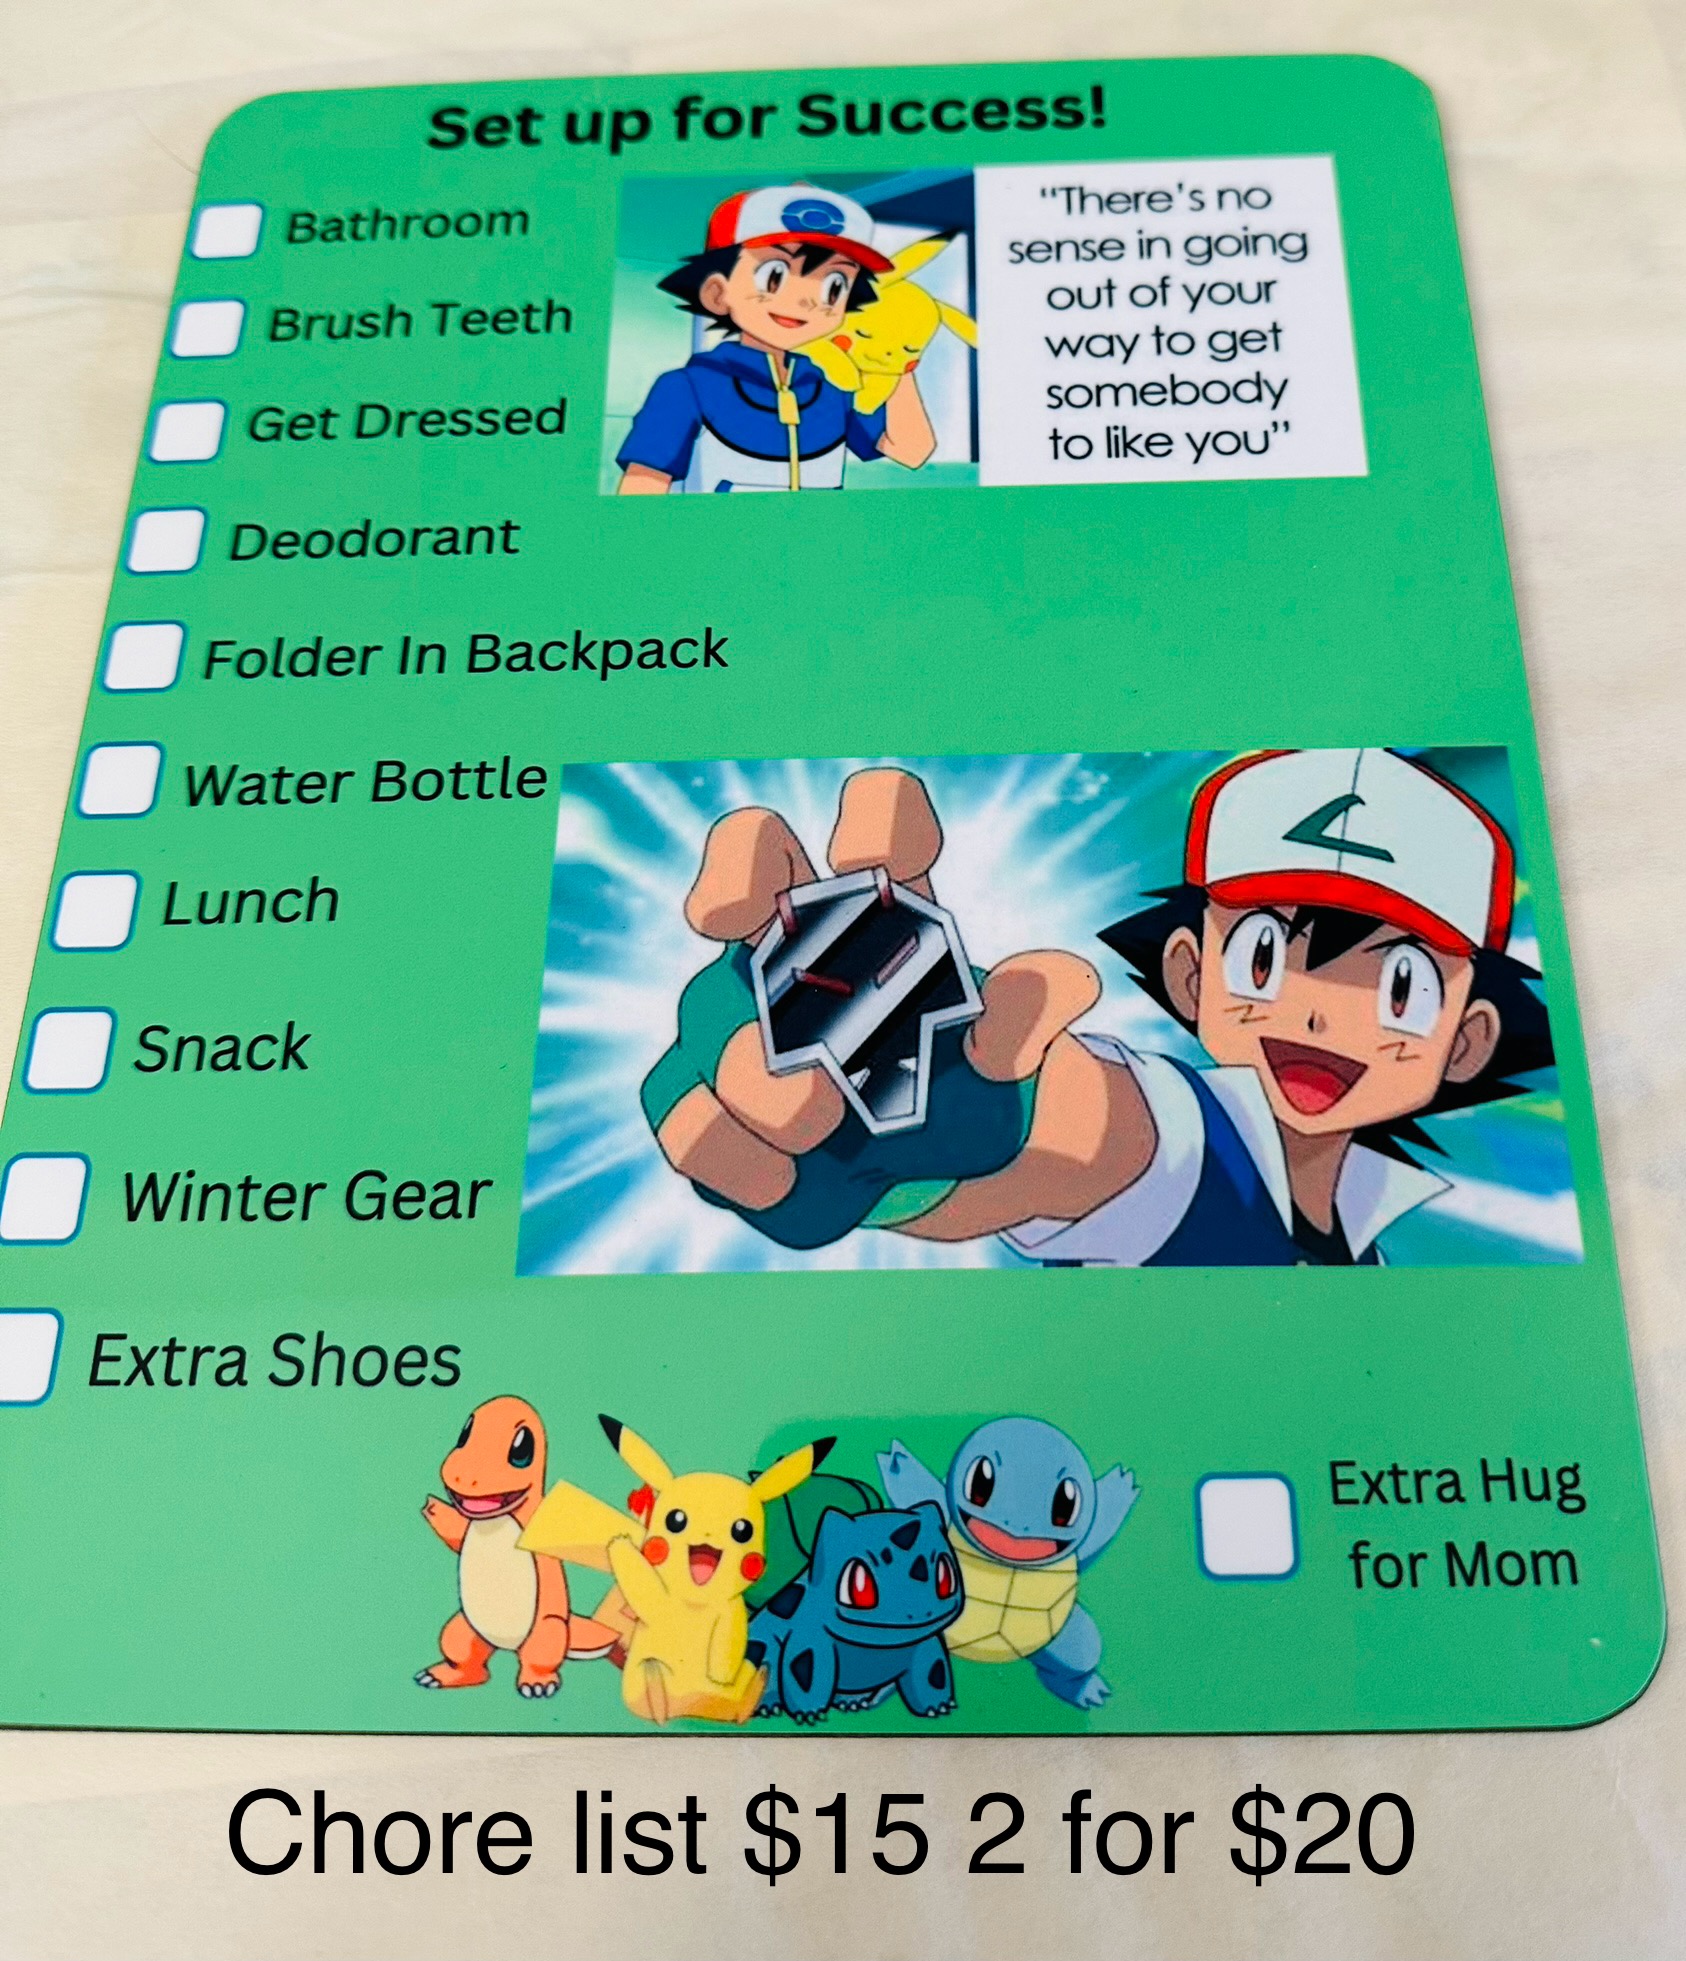 Set up for Success!
Bathroom
Brush Teeth
Get Dressed
Deodorant
Folder In Backpack
Water Bottle
Lunch
Snack
Winter Gear
Extra Shoes
"There's no
sense in going
out of your
way to get
somebody
to like you"
Extra Hug
for Mom
Chore list $15 2 for $20